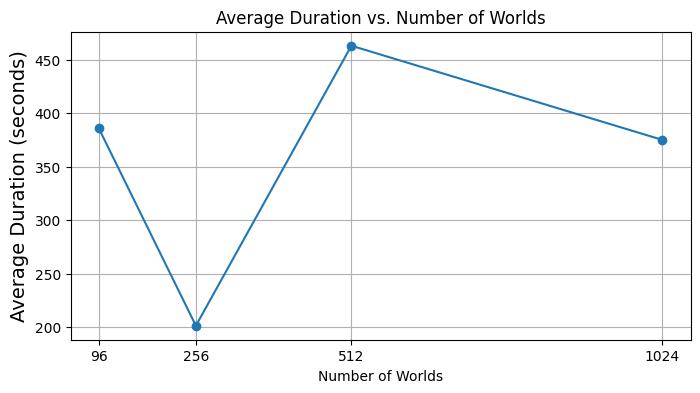 Average Duration vs. Number of Worlds
Average Duration (seconds)
450
400
350
300
250
200
96 256 512 1024
Number of Worlds